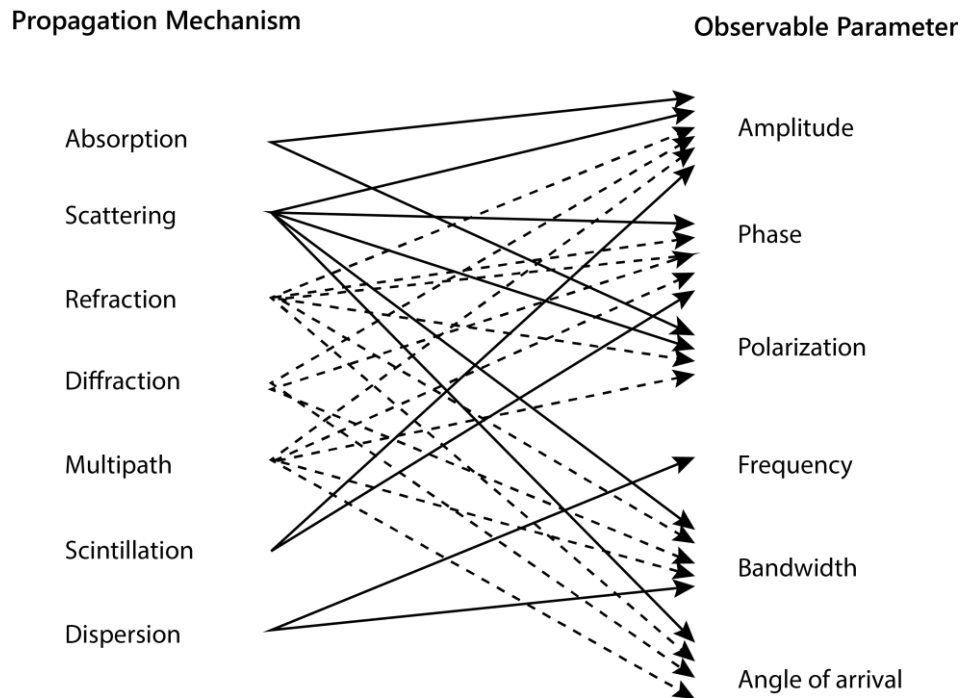 Propagation Mechanism
Observable Parameter
Absorption
Scattering
Refraction
Diffraction
Multipath
Scintillation
Dispersion
Amplitude
Phase
Polarization
Frequency
Bandwidth
Angle of arrival